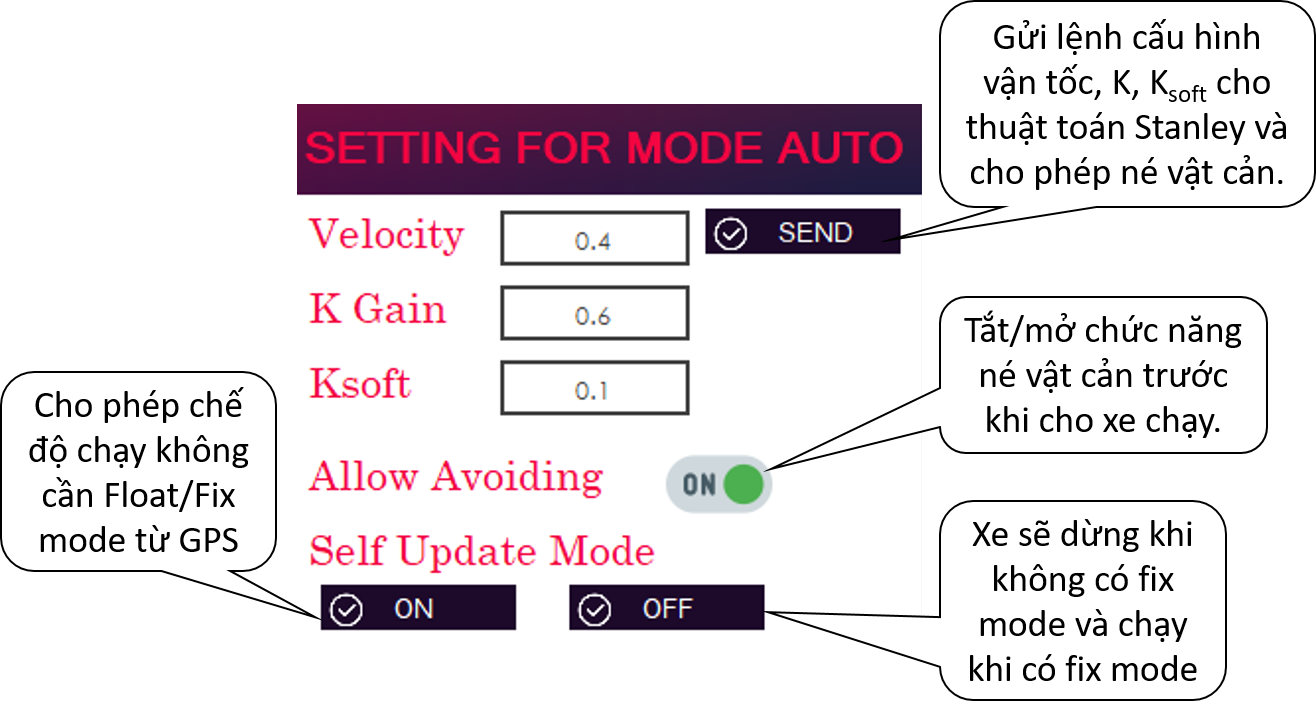 Gửi lệnh cấu hình
vận tốc, K, Ksoft cho
thuật toán Stanley và
cho phép né vật cản.
SETTING FOR MODE AUTO
Velocity
0.4
SEND
K Gain
0.6
Ksoft
0.1
Tắt/mở chức năng
né vật cản trước
khi cho xe chạy.
Cho phép chế
độ chạy không
cần Float/Fix
mode từ GPS
Allow Avoiding
ON
Self Update Mode
ON
OFF
Xe sẽ dừng khi
không có fix
mode và chạy
khi có fix mode